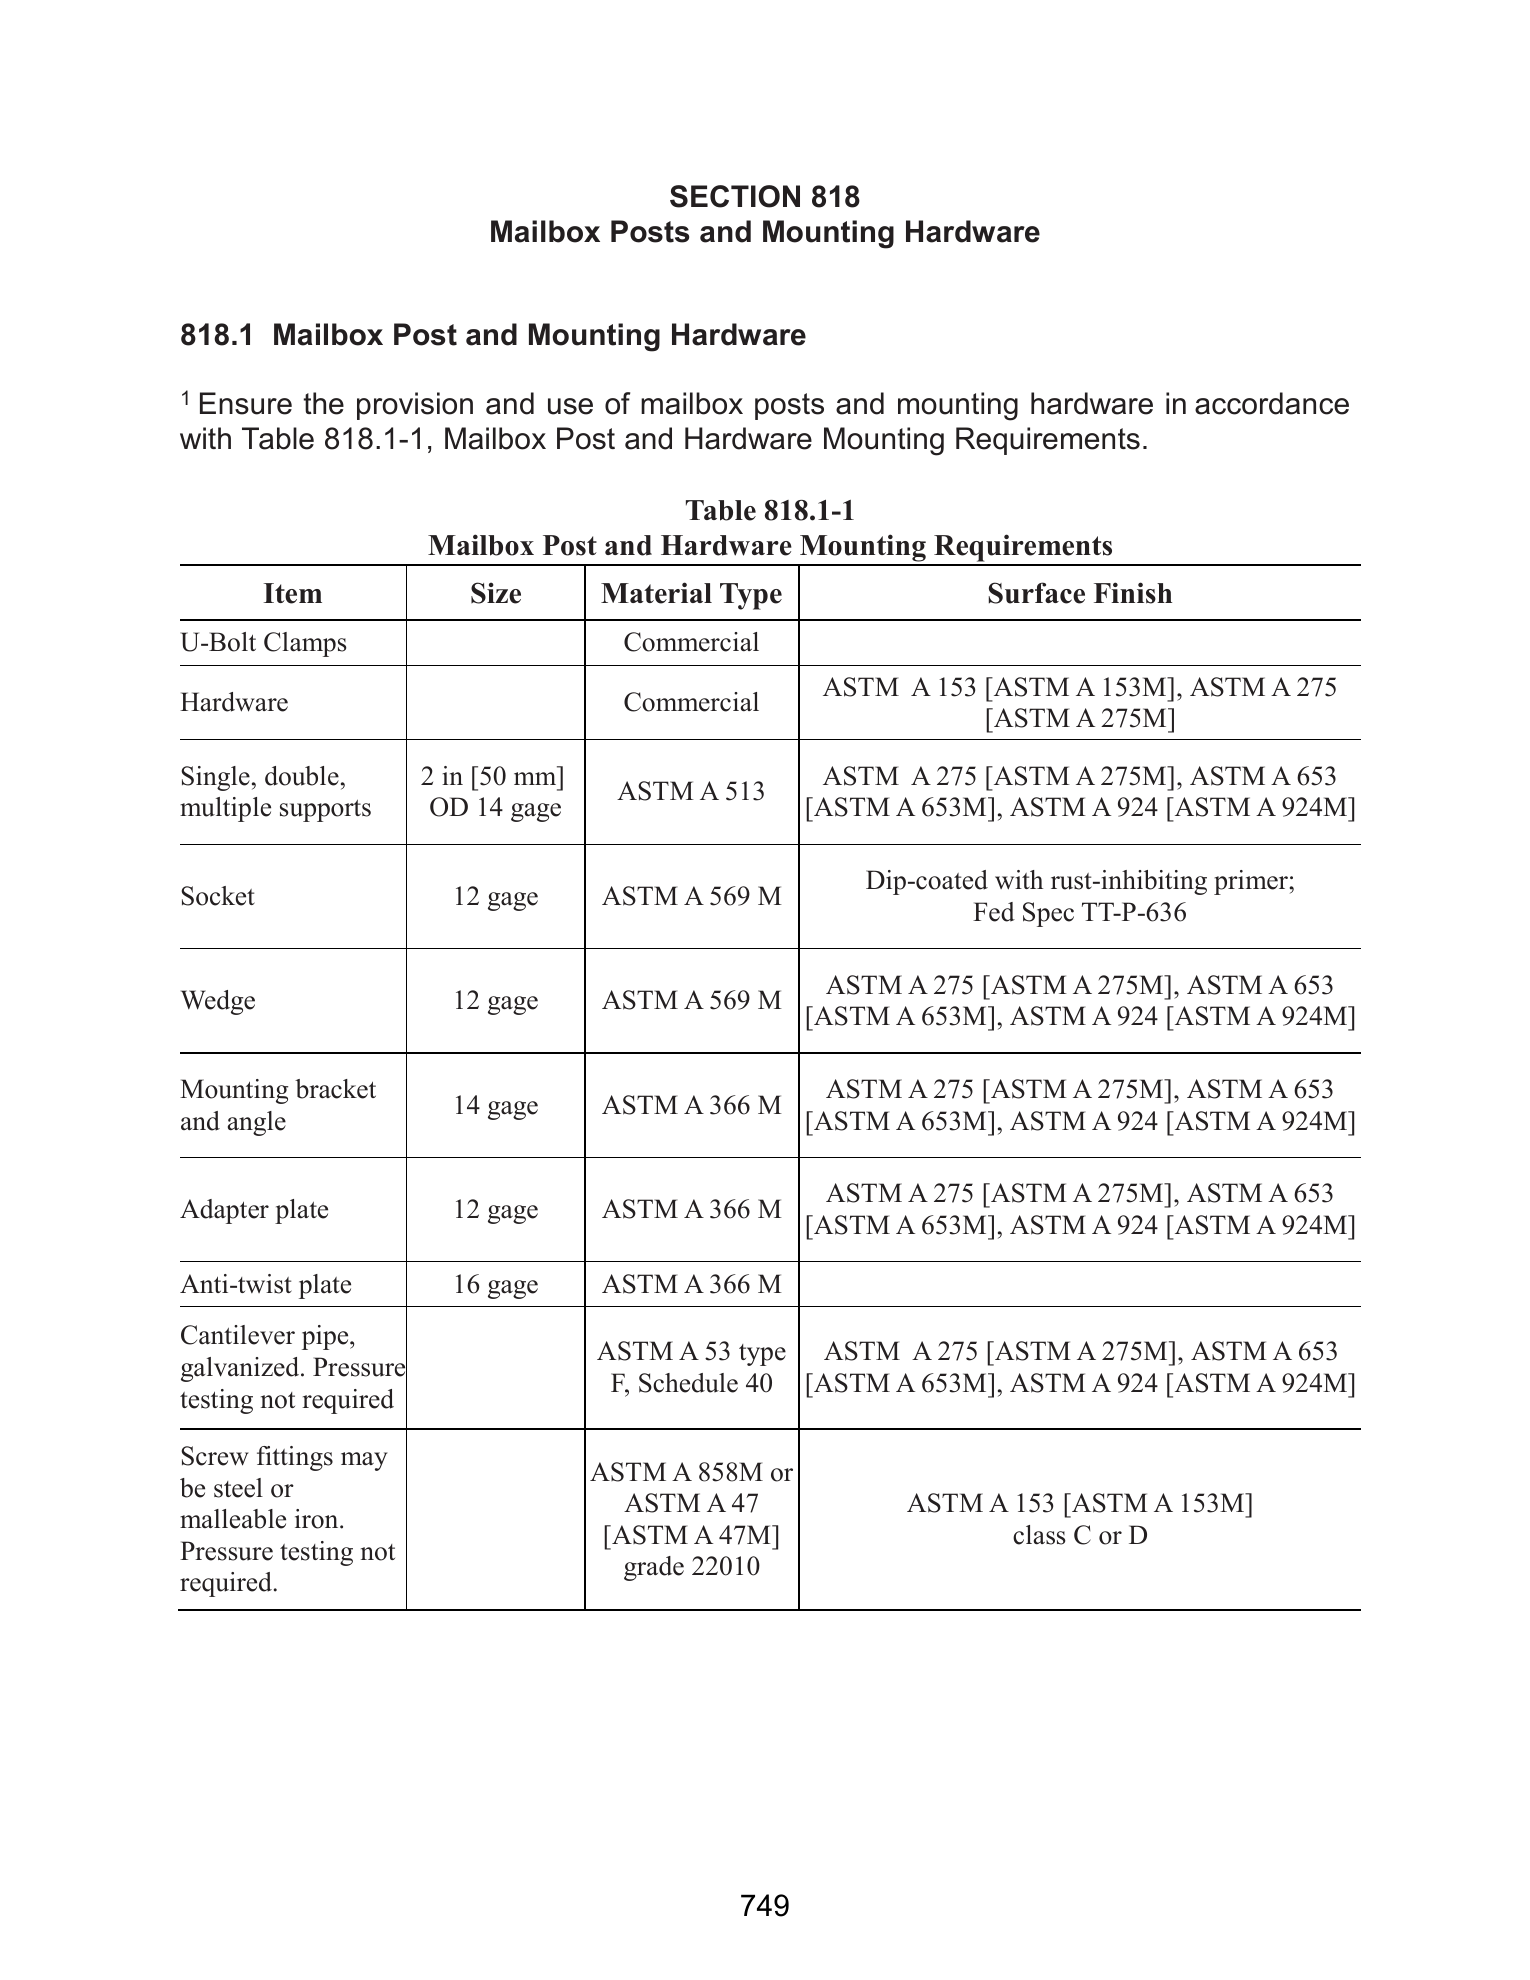 SECTION 818
Mailbox Posts and Mounting Hardware
818.1 Mailbox Post and Mounting Hardware
1 Ensure the provision and use of mailbox posts and mounting hardware in accordance
with Table 818.1-1, Mailbox Post and Hardware Mounting Requirements.
Table 818.1-1
Mailbox Post and Hardware Mounting Requirements
Item Size Material Type Surface Finish
U-Bolt Clamps Commercial
Hardware Commercial
ASTM A 153 [ASTM A 153M], ASTM A 275
[ASTM A 275M]
Single, double,
multiple supports
2 in [50 mm]
OD 14 gage
ASTM A 513
ASTM A 275 [ASTM A 275M], ASTM A 653
[ASTM A 653M], ASTM A 924 [ASTM A 924M]
Socket 12 gage ASTM A 569 M
Dip-coated with rust-inhibiting primer;
Fed Spec TT-P-636
Wedge 12 gage ASTM A 569 M
ASTM A 275 [ASTM A 275M], ASTM A 653
[ASTM A 653M], ASTM A 924 [ASTM A 924M]
Mounting bracket
and angle
14 gage ASTM A 366 M
ASTM A 275 [ASTM A 275M], ASTM A 653
[ASTM A 653M], ASTM A 924 [ASTM A 924M]
Adapter plate 12 gage ASTM A 366 M
ASTM A 275 [ASTM A 275M], ASTM A 653
[ASTM A 653M], ASTM A 924 [ASTM A 924M]
Anti-twist plate 16 gage ASTM A 366 M
Cantilever pipe,
galvanized. Pressure
testing not required
ASTM A 53 type
F, Schedule 40
ASTM A 275 [ASTM A 275M], ASTM A 653
[ASTM A 653M], ASTM A 924 [ASTM A 924M]
Screw fittings may
be steel or
malleable iron.
Pressure testing not
required.
ASTM A 858M or
ASTM A 47
[ASTM A 47M]
grade 22010
ASTM A 153 [ASTM A 153M]
class C or D
749